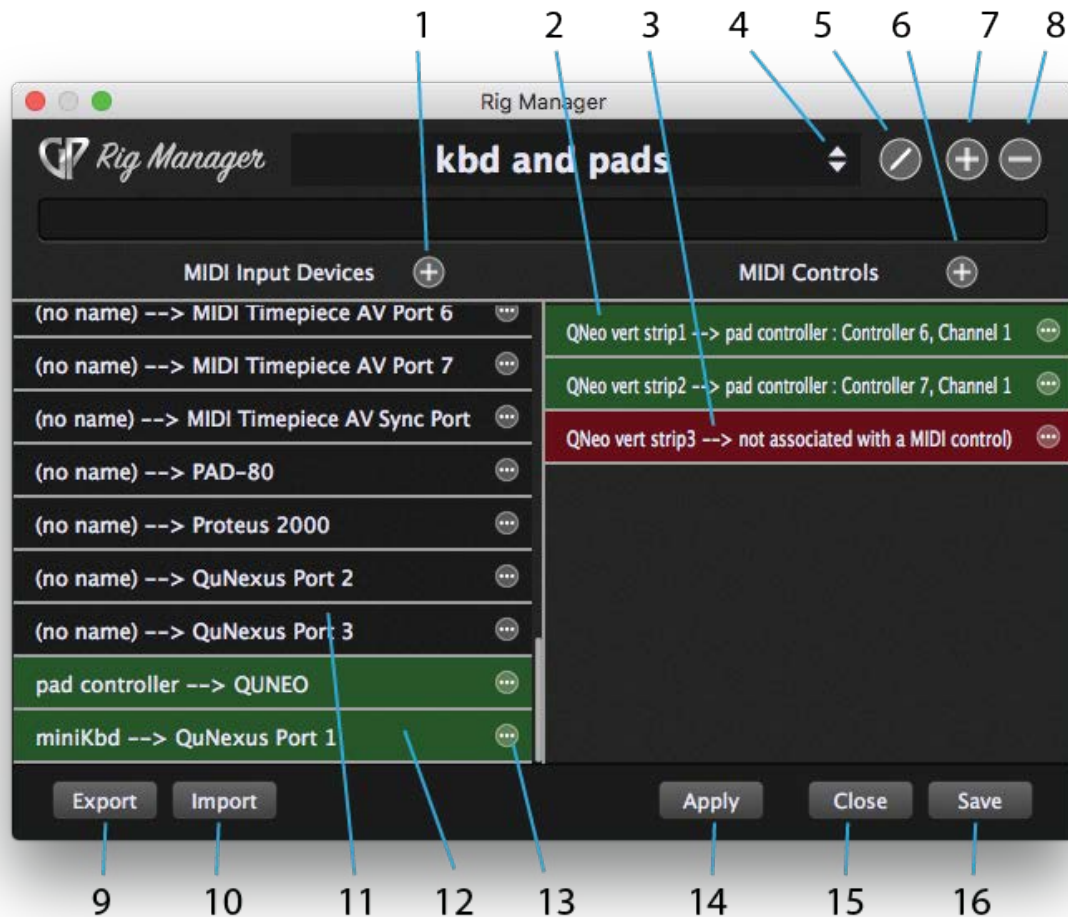 1 2 3 4 5 6 7 8
Rig Manager
GP Rig Manager
kbd and pads
MIDI Input Devices
MIDI Controls
(no name) --> MIDI Timepiece AV Port 6
(no name) --> MIDI Timepiece AV Port 7
(no name) --> MIDI Timepiece AV Sync Port
(no name) --> PAD-80
(no name) --> Proteus 2000
(no name) --> QuNexus Port 2
(no name) --> QuNexus Port 3
pad controller --> QUNEO
miniKbd --> QuNexus Port 1
QNeo vert strip1 --> pad controller : Controller 6, Channel 1
QNeo vert strip2 --> pad controller : Controller 7, Channel 1
QNeo vert strip3 --> not associated with a MIDI control)
Export Import Apply Close Save
9 10 11 12 13 14 15 16